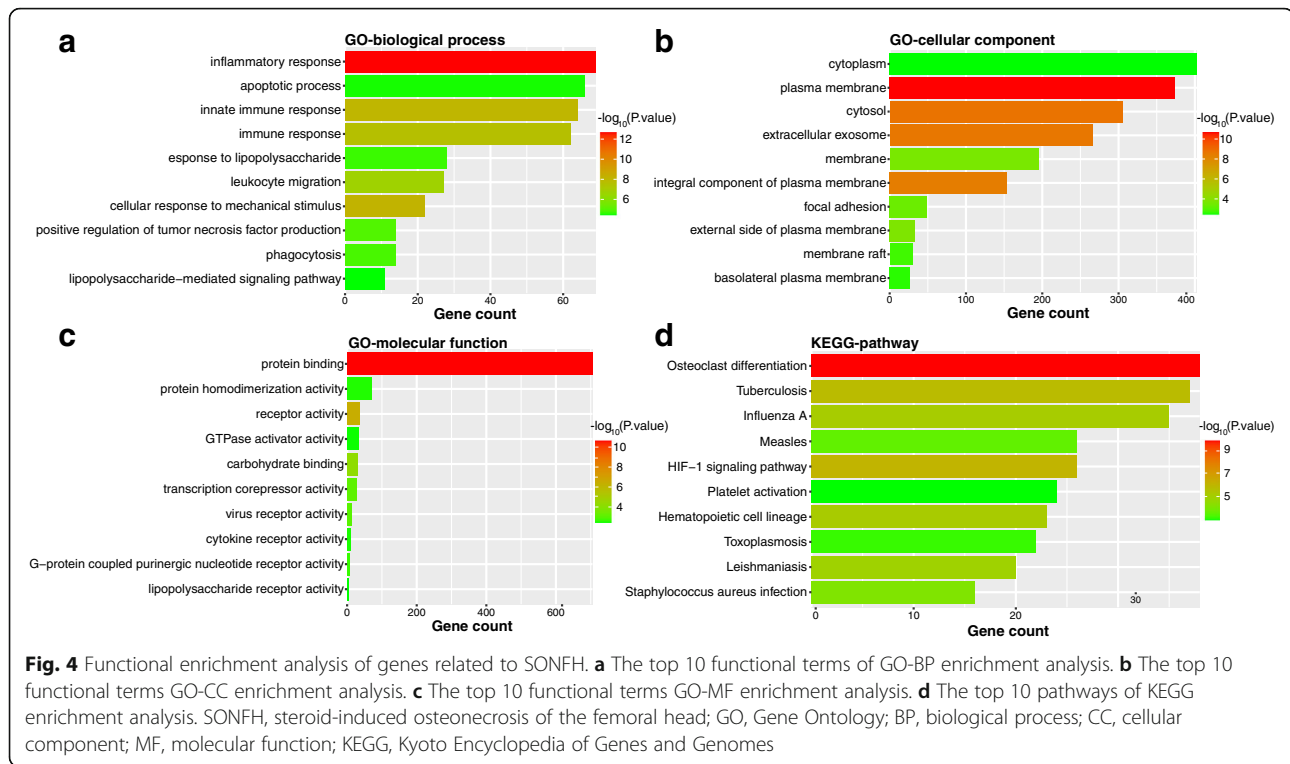 a
GO-biological process
inflammatory response
apoptotic process
innate immune response
immune response
esponse to lipopolysaccharide
leukocyte migration
cellular response to mechanical stimulus
positive regulation of tumor necrosis factor production
phagocytosis
lipopolysaccharide−mediated signaling pathway
0 20 40 60
Gene count
-log10(P.value)
12
10
8
6
b
GO-cellular component
cytoplasm
plasma membrane
cytosol
extracellular exosome
membrane
integral component of plasma membrane
focal adhesion
external side of plasma membrane
membrane raft
basolateral plasma membrane
0 100 200 300 400
Gene count
-log10(P.value)
10
8
6
4
c
GO-molecular function
protein binding
protein homodimerization activity
receptor activity
GTPase activator activity
carbohydrate binding
transcription corepressor activity
virus receptor activity
cytokine receptor activity
G−protein coupled purinergic nucleotide receptor activity
lipopolysaccharide receptor activity
0 200 400 600
Gene count
-log10(P.value)
10
8
6
4
d
KEGG-pathway
Osteoclast differentiation
Tuberculosis
Influenza A
Measles
HIF−1 signaling pathway
Platelet activation
Hematopoietic cell lineage
Toxoplasmosis
Leishmaniasis
Staphylococcus aureus infection
0 10 20 30
Gene count
-log10(P.value)
9
7
5
Fig. 4 Functional enrichment analysis of genes related to SONFH. a The top 10 functional terms of GO-BP enrichment analysis. b The top 10
functional terms GO-CC enrichment analysis. c The top 10 functional terms GO-MF enrichment analysis. d The top 10 pathways of KEGG
enrichment analysis. SONFH, steroid-induced osteonecrosis of the femoral head; GO, Gene Ontology; BP, biological process; CC, cellular
component; MF, molecular function; KEGG, Kyoto Encyclopedia of Genes and Genomes